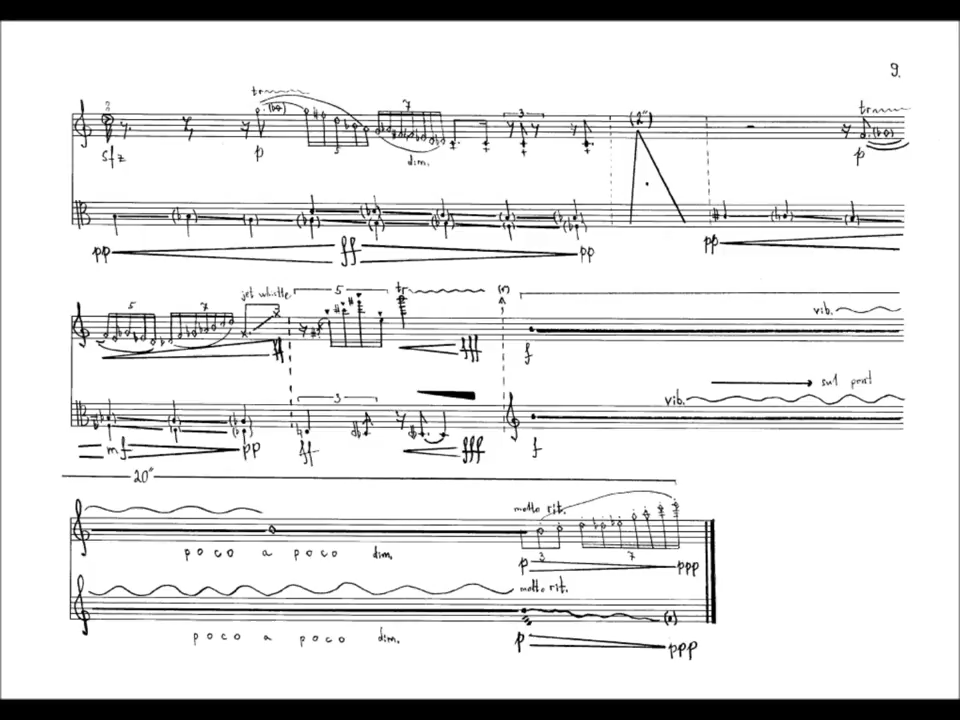 9.
tr
3
7
(2")
tr
sfz
p
5
dim.
p
pp
ff
pp
pp
5
7
jet whistle
5
tr
vib.
ff
fff
f
sul pont
vib.
3
mf
pp
ff
fff
f
20"
molto rit.
poco a poco dim.
3
7
p
ppp
molto rit.
poco a poco dim.
p
ppp